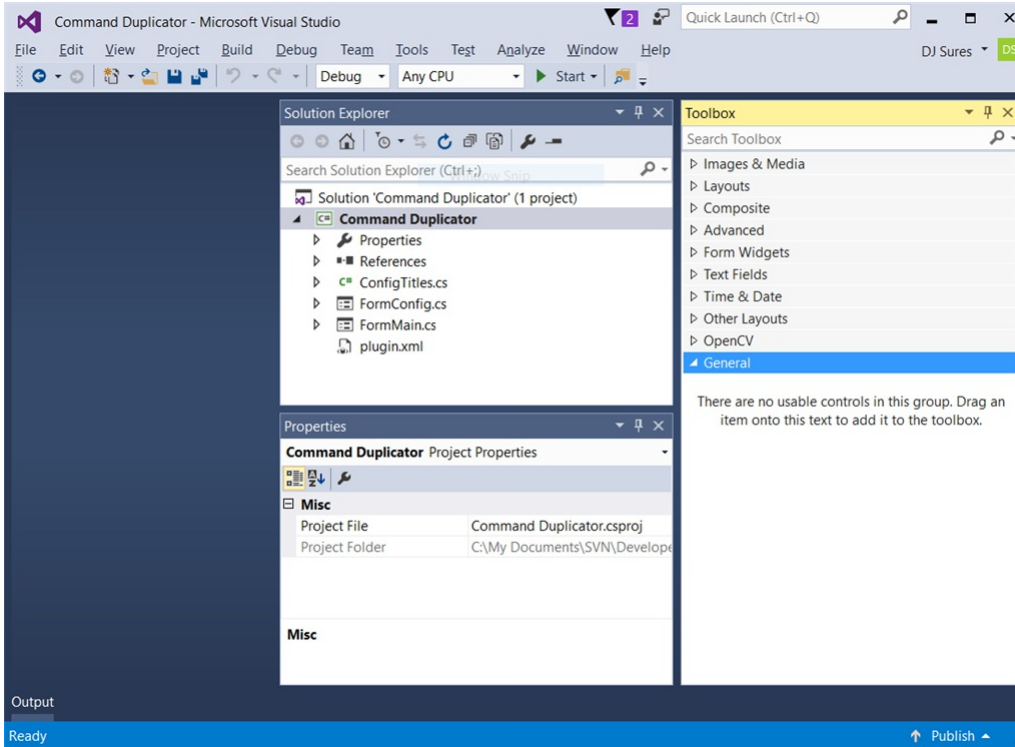 Command Duplicator - Microsoft Visual Studio
2
Quick Launch (Ctrl+Q)
File Edit View Project Build Debug Team Tools Test Analyze Window Help
DJ Sures
DS
Debug Any CPU Start
Solution Explorer
Search Solution Explorer (Ctrl+;)
Window Snip
Solution 'Command Duplicator' (1 project)
C# Command Duplicator
Properties
References
C# ConfigTitles.cs
FormConfig.cs
FormMain.cs
plugin.xml
Properties
Command Duplicator Project Properties
Misc
Project File Command Duplicator.csproj
Project Folder C:\My Documents\SVN\Develope
Misc
Toolbox
Search Toolbox
Images & Media
Layouts
Composite
Advanced
Form Widgets
Text Fields
Time & Date
Other Layouts
OpenCV
General
There are no usable controls in this group. Drag an
item onto this text to add it to the toolbox.
Output
Ready
Publish